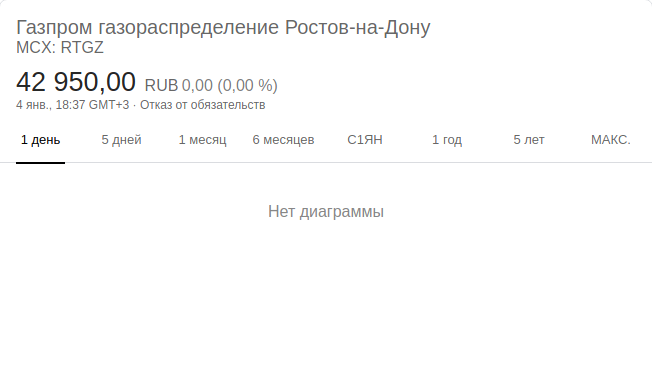 Газпром газораспределение Ростов-на-Дону
MCX: RTGZ
42 950,00 RUB 0,00 (0,00 %)
4 янв., 18:37 GMT+3 · Отказ от обязательств
1 день 5 дней 1 месяц 6 месяцев С1ЯН 1 год 5 лет МАКС.
Нет диаграммы